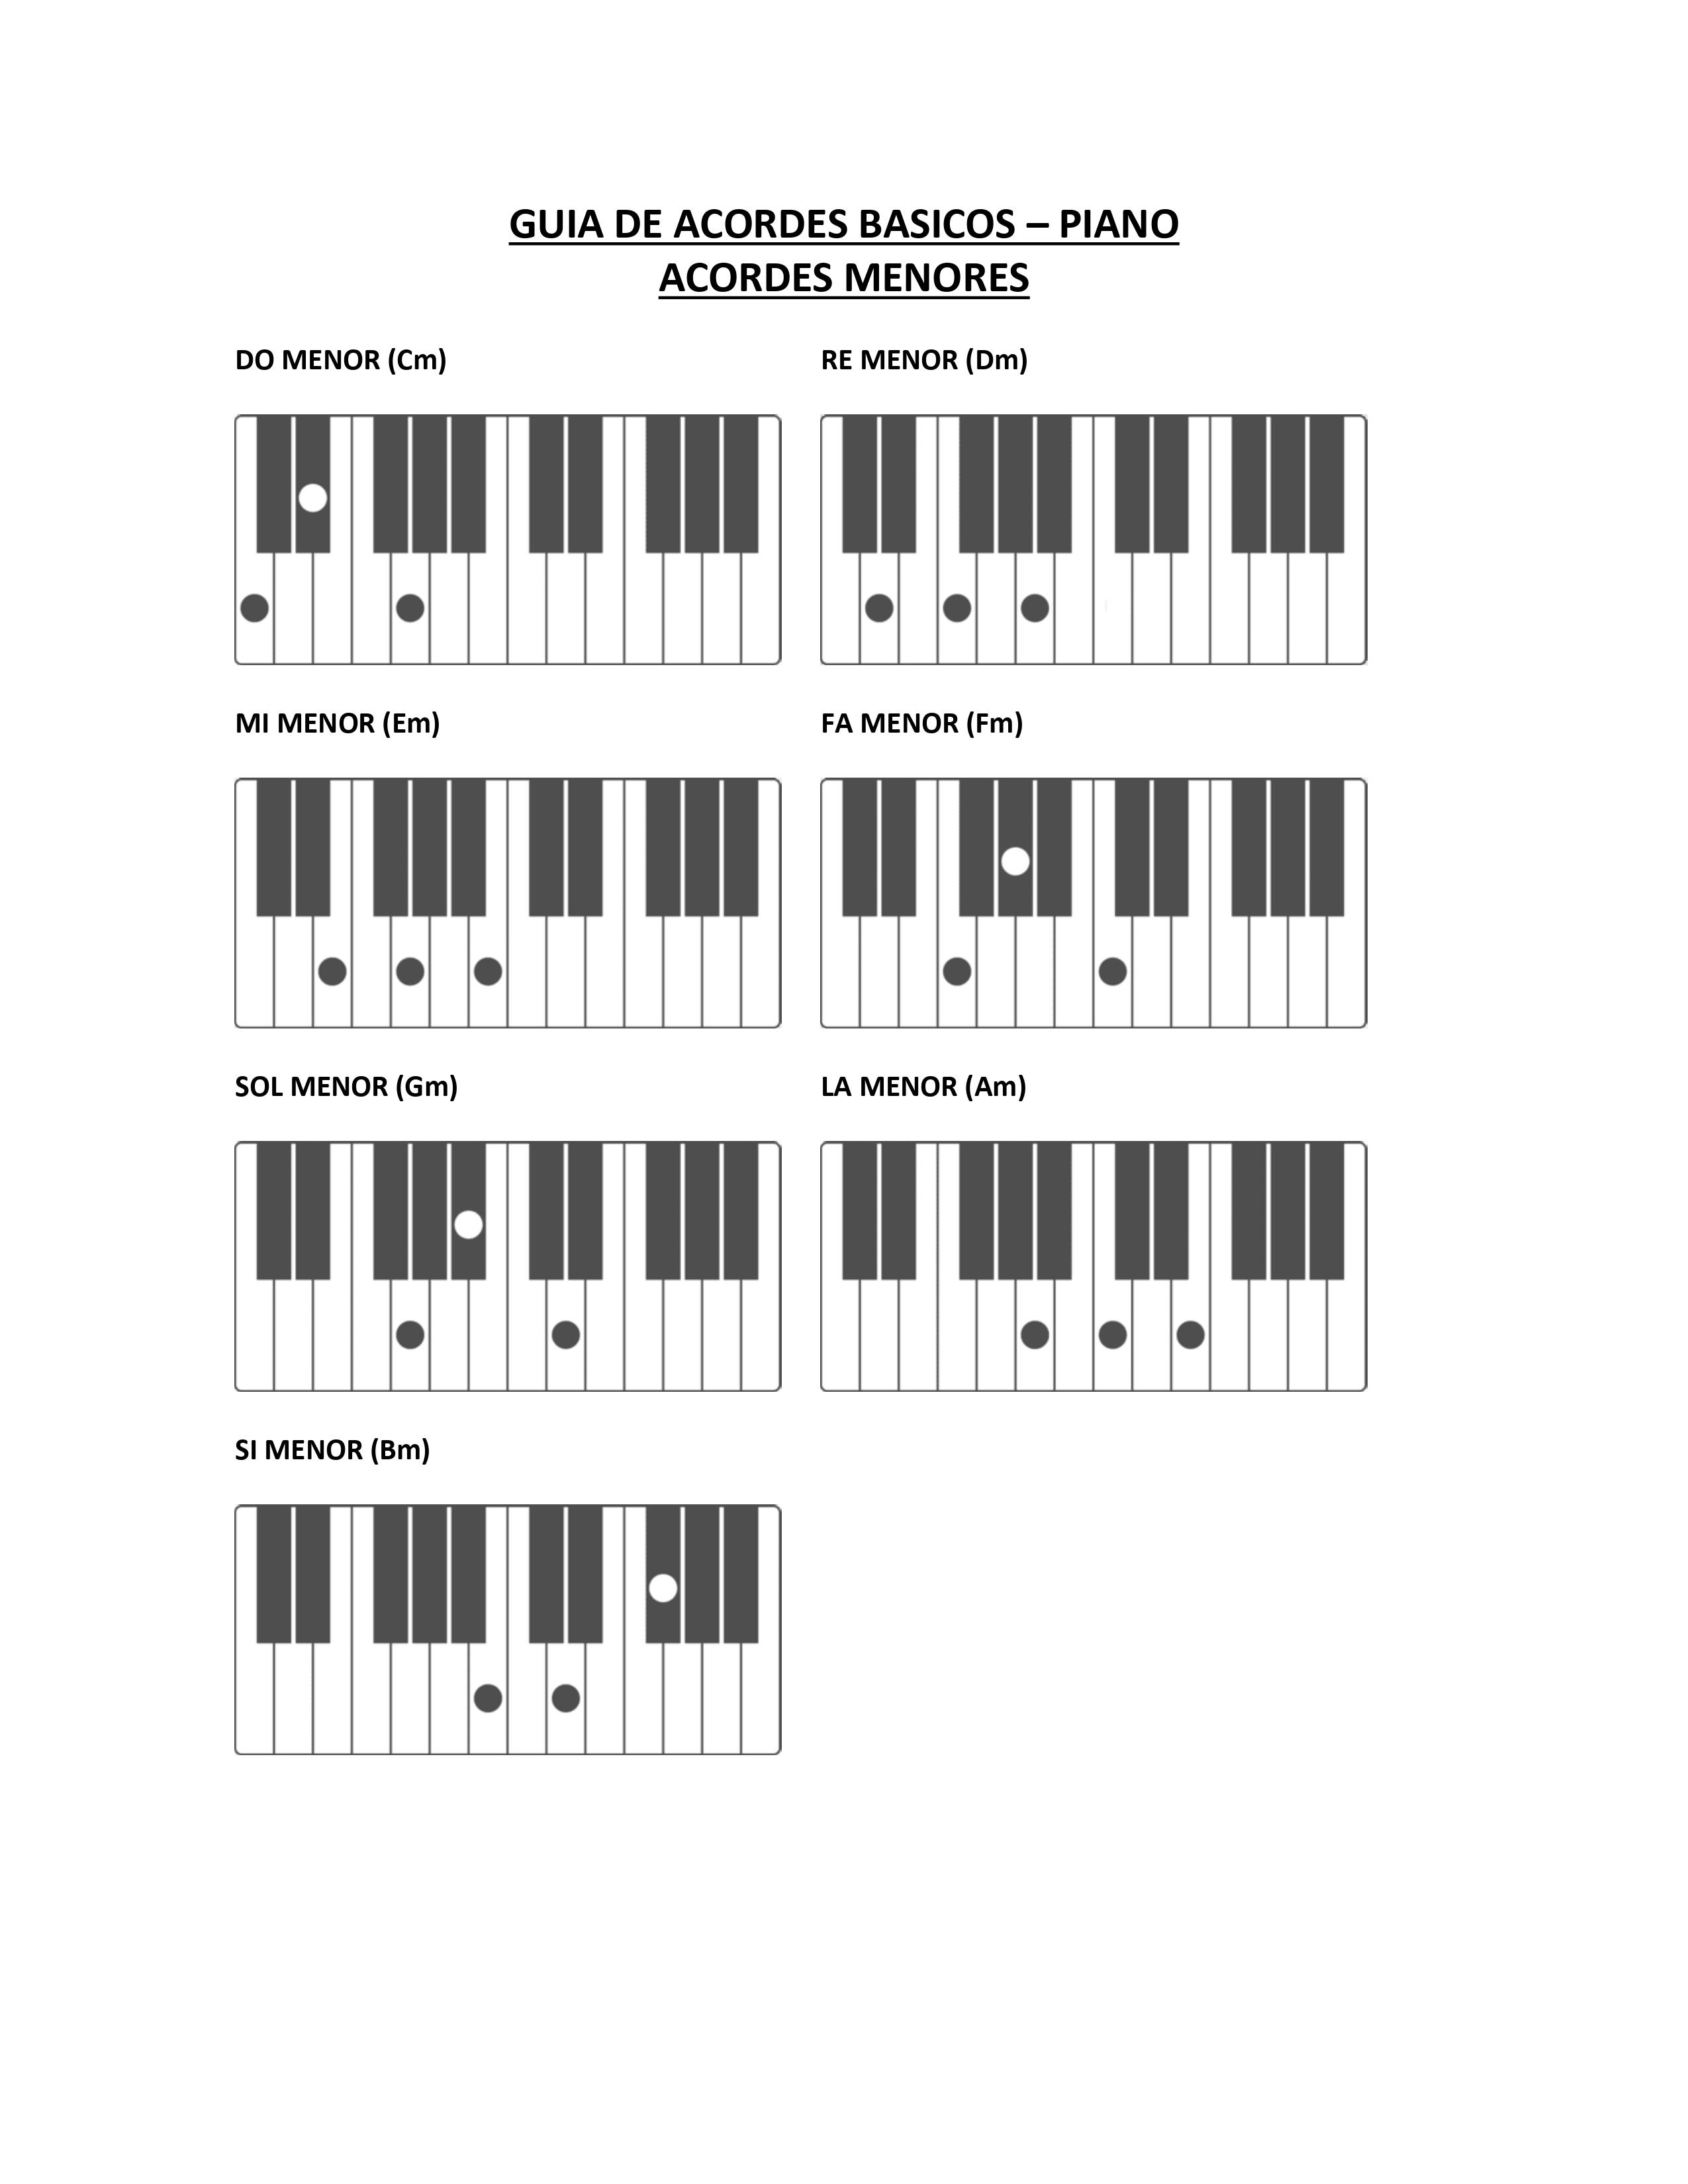 GUIA DE ACORDES BASICOS – PIANO
ACORDES MENORES
DO MENOR (Cm)
RE MENOR (Dm)
MI MENOR (Em)
FA MENOR (Fm)
SOL MENOR (Gm)
LA MENOR (Am)
SI MENOR (Bm)